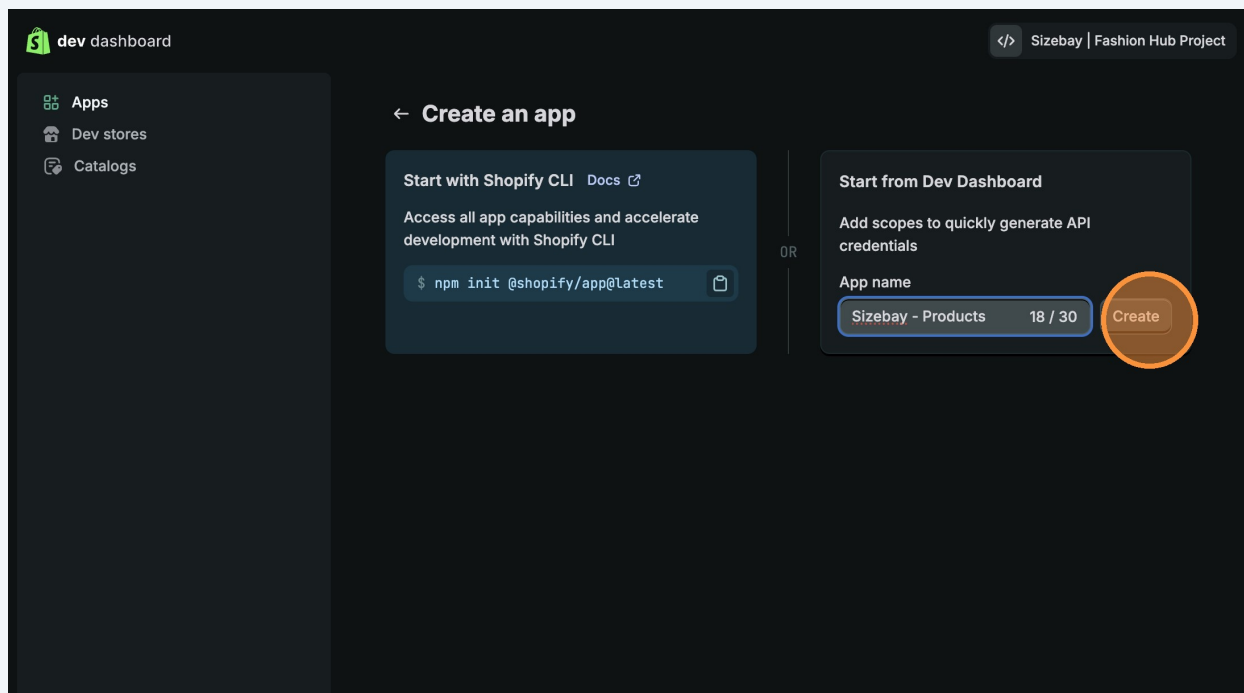 dev dashboard
Sizebay | Fashion Hub Project
Apps
Dev stores
Catalogs
← Create an app
Start with Shopify CLI Docs
Access all app capabilities and accelerate
development with Shopify CLI
$ npm init @shopify/app@latest
OR
Start from Dev Dashboard
Add scopes to quickly generate API
credentials
App name
Sizebay - Products 18 / 30
Create